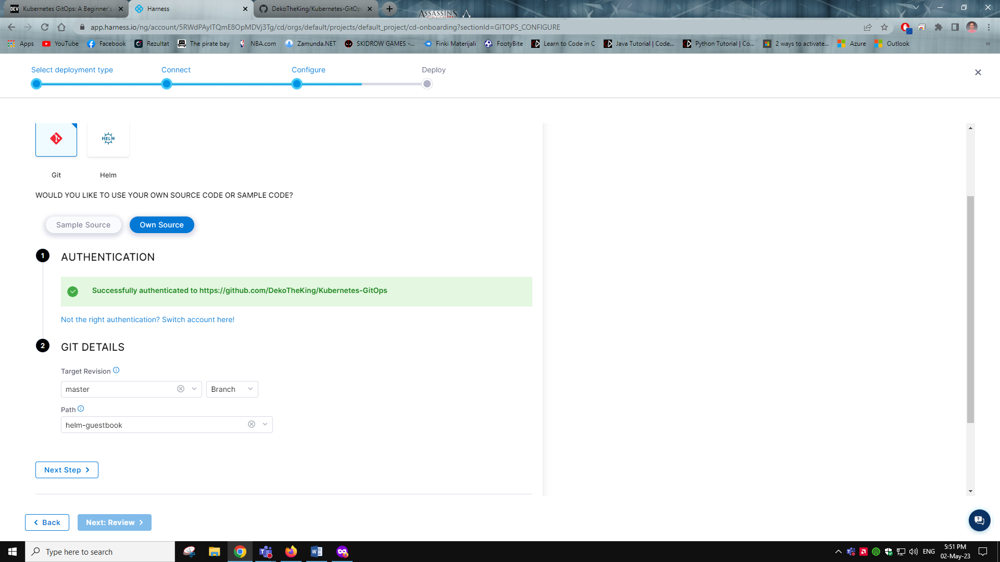 DEV Kubernetes GitOps: A Beginner's
Harness
DekoTheKing/Kubernetes-GitOps
ASSASSINS
app.harness.io/ng/account/5RWdPAyITQmE8OpMDVj3Tg/cd/orgs/default/projects/default_project/cd-onboarding?sectionId=GITOPS_CONFIGURE
Apps YouTube Facebook Rezultat The pirate bay NBA.com Zamunda.NET SKIDROW GAMES -... Finki Materijali FootyBite Learn to Code in C Java Tutorial | Code... Python Tutorial | Co... 2 ways to activate... Azure Outlook »
Select deployment type Connect Configure Deploy
HELM
Git Helm
WOULD YOU LIKE TO USE YOUR OWN SOURCE CODE OR SAMPLE CODE?
Sample Source Own Source
1 AUTHENTICATION
Successfully authenticated to https://github.com/DekoTheKing/Kubernetes-GitOps
Not the right authentication? Switch account here!
2 GIT DETAILS
Target Revision
master Branch
Path
helm-guestbook
Next Step
Back Next: Review
Type here to search
ENG
5:51 PM
02-May-23